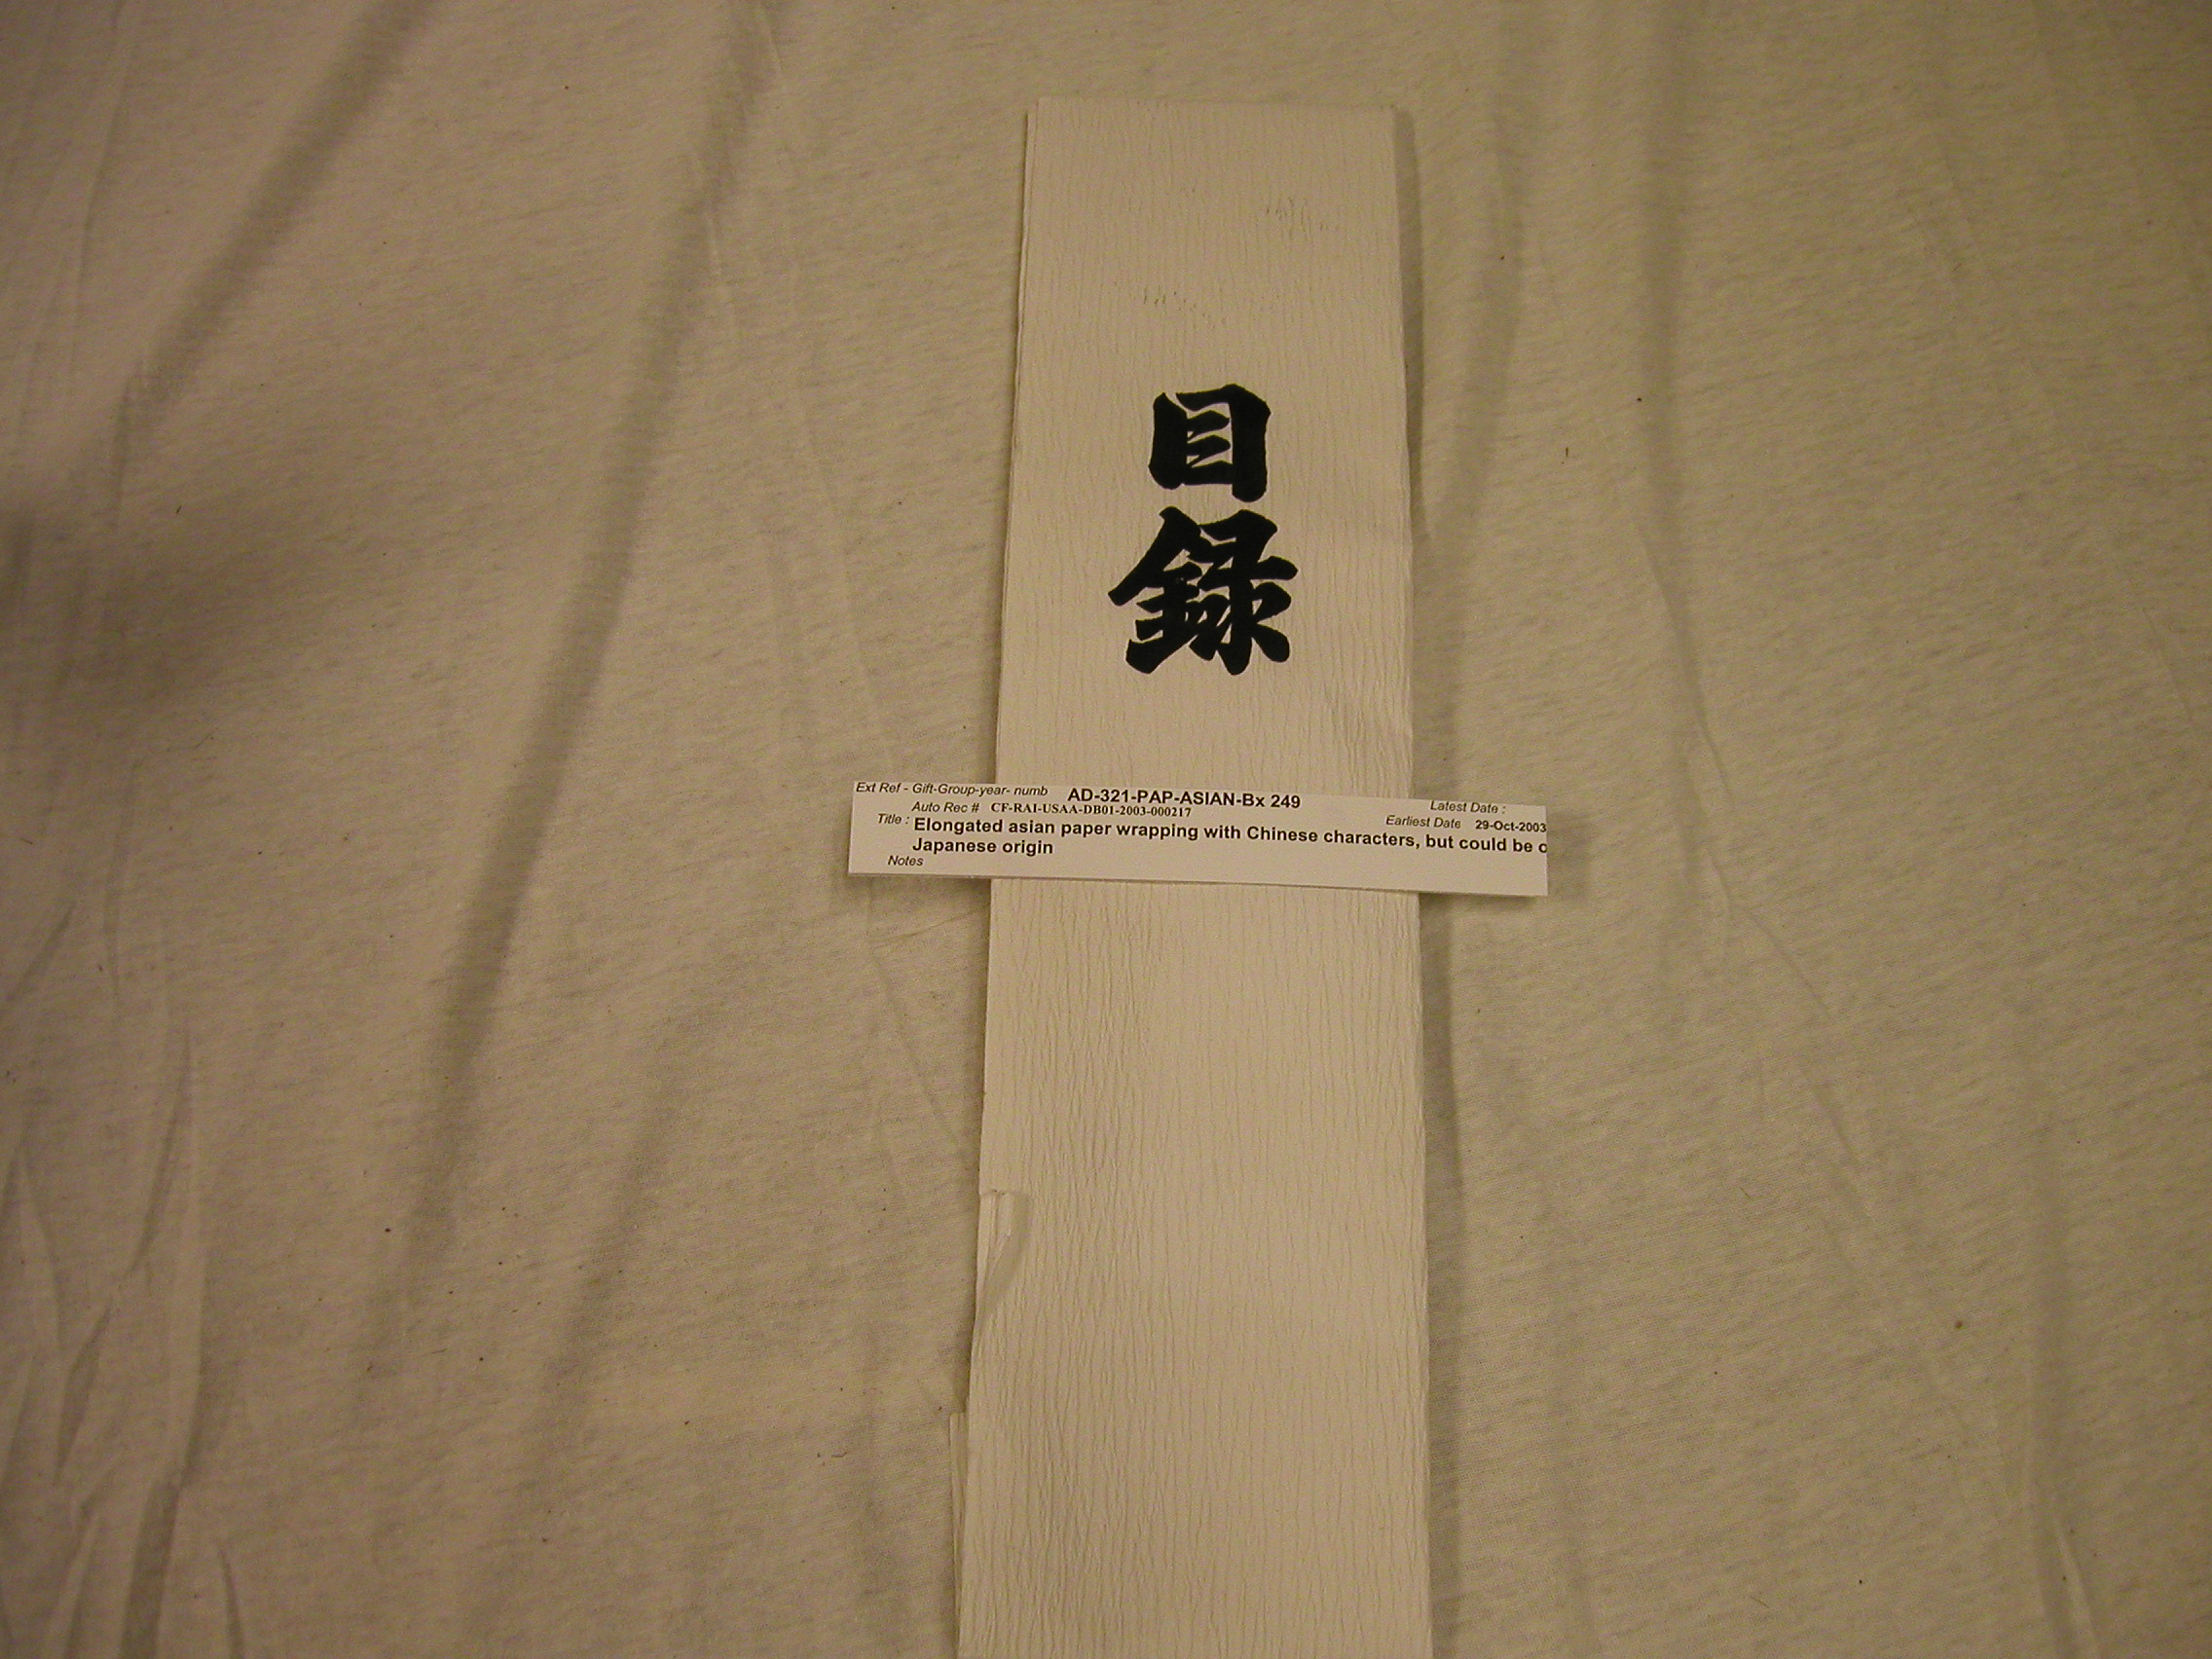 目録
Ext Ref - Gift-Group-year- numb AD-321-PAP-ASIAN-Bx 249
Auto Rec # CF-RAI-USAA-DB01-2003-000217 Latest Date :
Earliest Date 29-Oct-2003
Title : Elongated asian paper wrapping with Chinese characters, but could be
Japanese origin
Notes